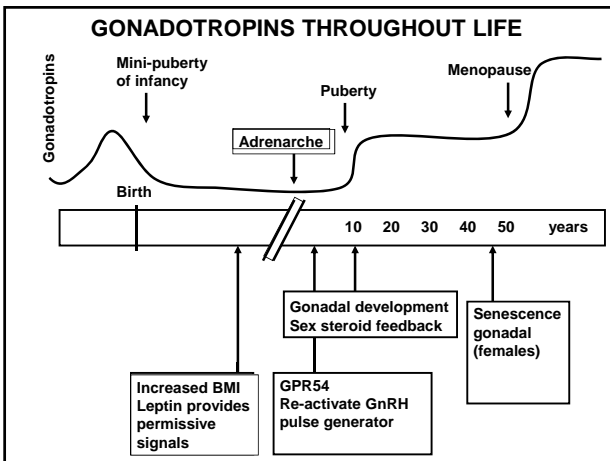 GONADOTROPINS THROUGHOUT LIFE
Gonadotropins
Mini-puberty
of infancy
Menopause
Puberty
Adrenarche
Birth
10 20 30 40 50 years
Gonadal development
Sex steroid feedback
Senescence
gonadal
(females)
Increased BMI
Leptin provides
permissive
signals
GPR54
Re-activate GnRH
pulse generator